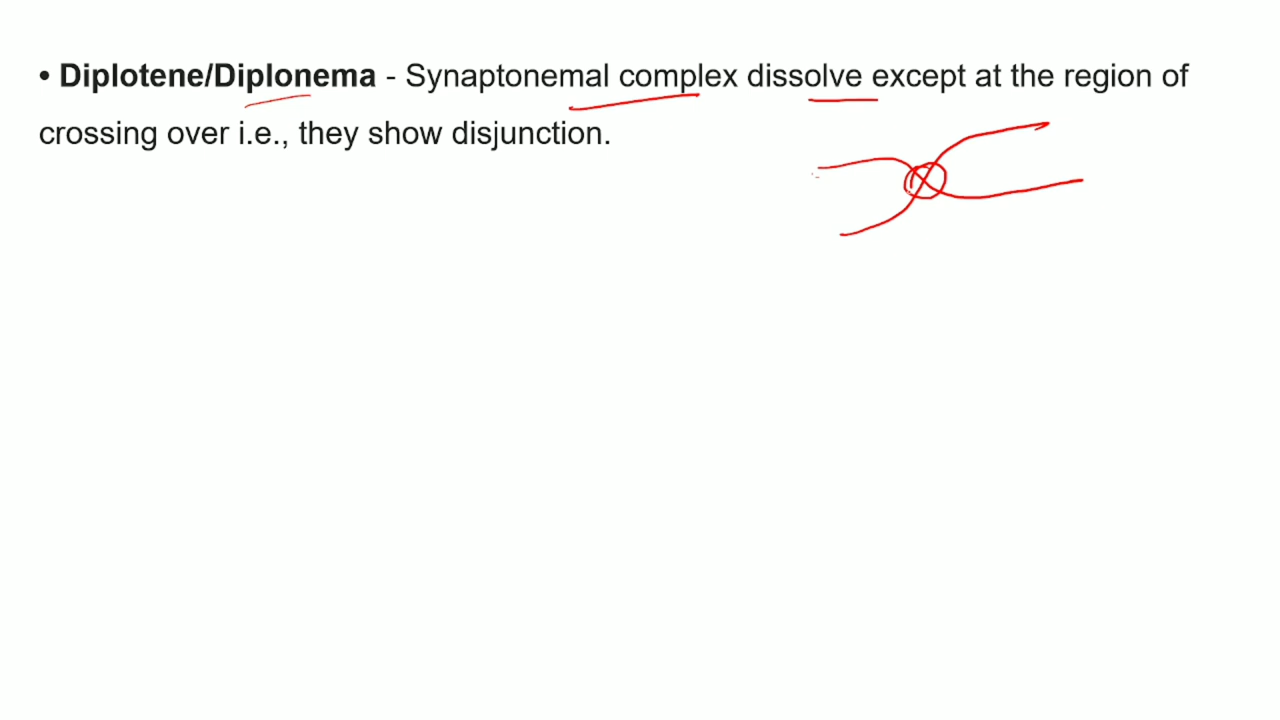 • Diplotene/Diplonema - Synaptonemal complex dissolve except at the region of
crossing over i.e., they show disjunction.